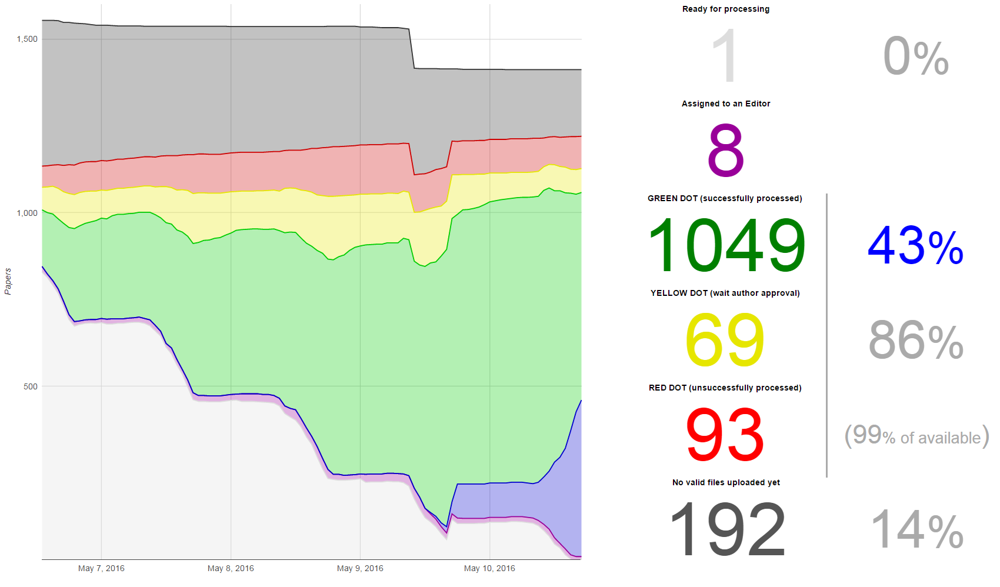 1,500
1,000
500
Papers
May 7, 2016
May 8, 2016
May 9, 2016
May 10, 2016
Ready for processing
1
0%
Assigned to an Editor
8
GREEN DOT (successfully processed)
1049
43%
YELLOW DOT (wait author approval)
69
86%
RED DOT (unsuccessfully processed)
93
(99% of available)
No valid files uploaded yet
192
14%